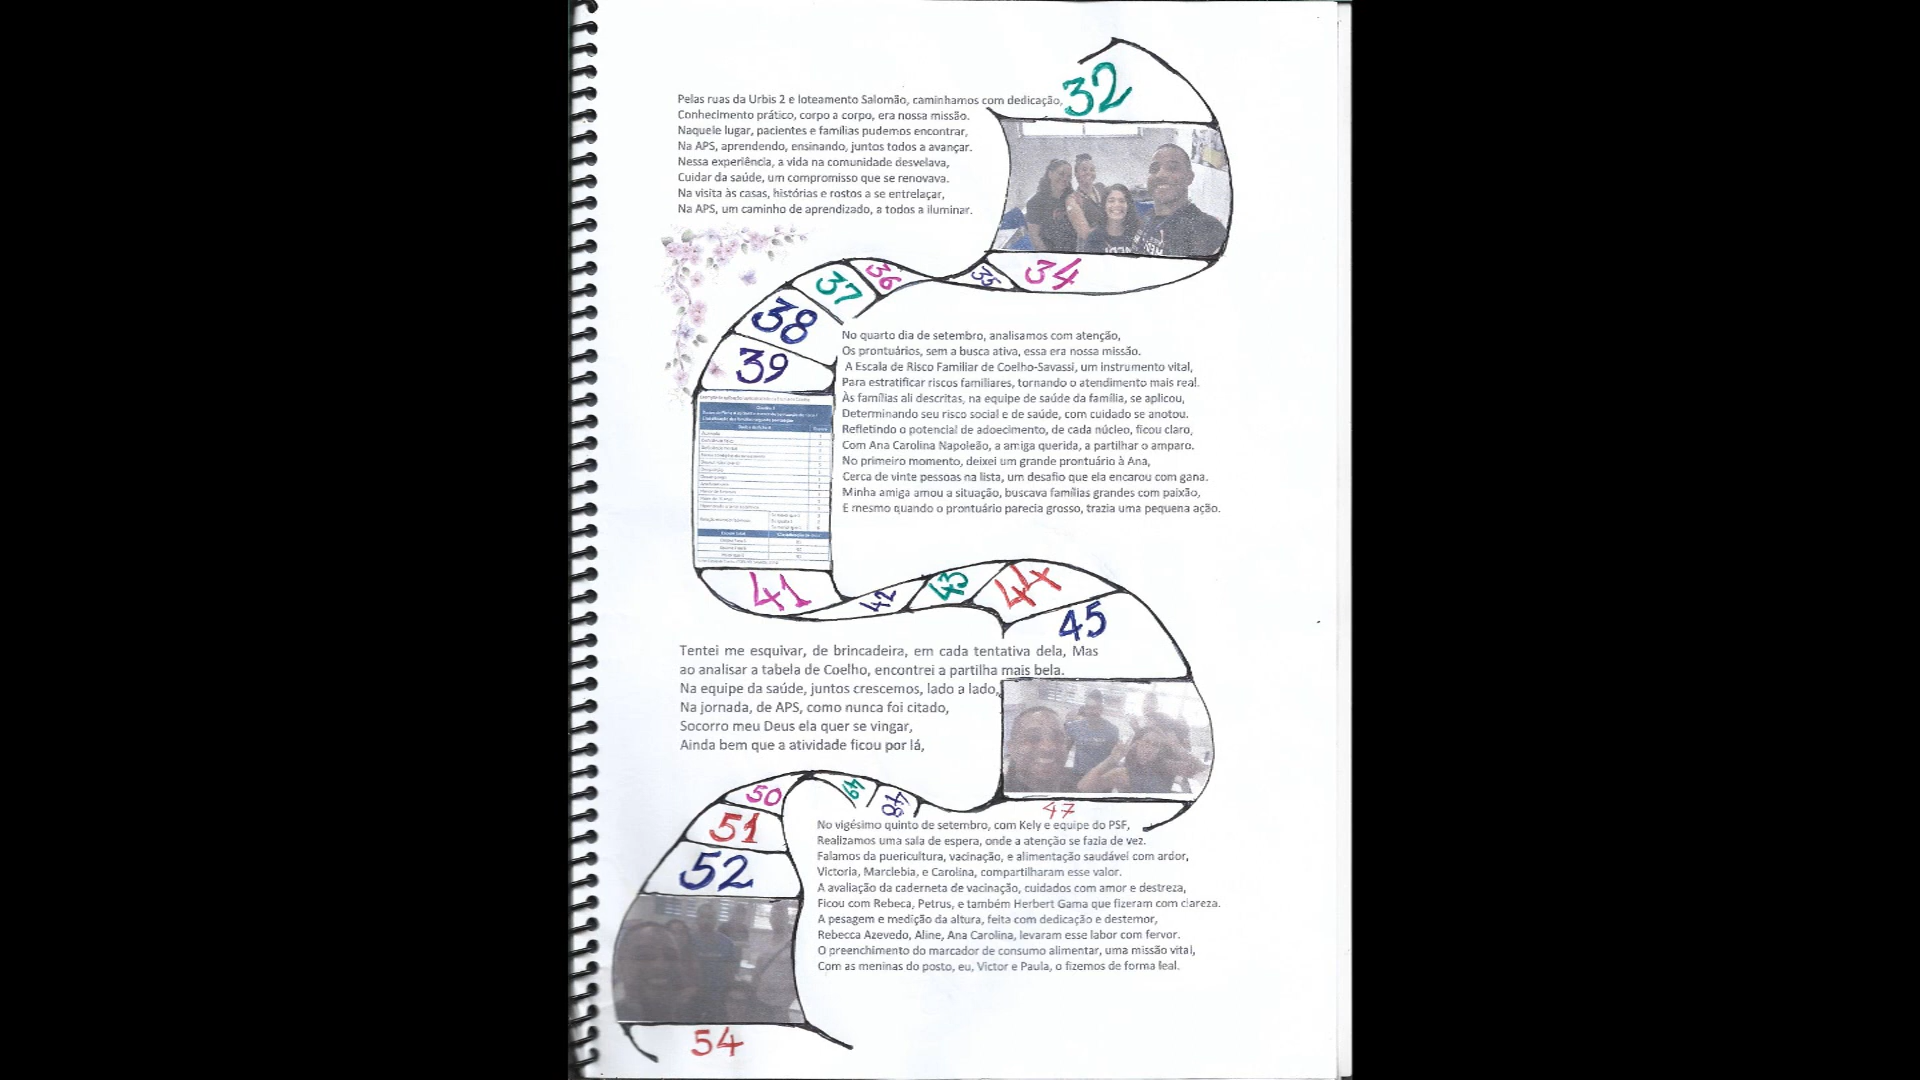 32
Pelas ruas da Urbis 2 e loteamento Salomão, caminhamos com dedicação,
Conhecimento prático, corpo a corpo, era nossa missão.
Naquele lugar, pacientes e famílias pudemos encontrar,
Na APS, aprendendo, ensinando, juntos todos a avançar.
Nessa experiência, a vida na comunidade desvelava,
Cuidar da saúde, um compromisso que se renovava.
Na visita às casas, histórias e rostos a se entrelaçar,
Na APS, um caminho de aprendizado, a todos a iluminar.
34
35
36
37
38
39
No quarto dia de setembro, analisamos com atenção,
Os prontuários, sem a busca ativa, essa era nossa missão.
A Escala de Risco Familiar de Coelho-Savassi, um instrumento vital,
Para estratificar riscos familiares, tornando o atendimento mais real.
Às famílias ali descritas, na equipe de saúde da família, se aplicou,
Determinando seu risco social e de saúde, com cuidado se anotou.
Refletindo o potencial de adoecimento, de cada núcleo, ficou claro,
Com Ana Carolina Napoleão, a amiga querida, a partilhar o amparo.
No primeiro momento, deixei um grande prontuário à Ana,
Cerca de vinte pessoas na lista, um desafio que ela encarou com gana.
Minha amiga amou a situação, buscava famílias grandes com paixão,
E mesmo quando o prontuário parecia grosso, trazia uma pequena ação.
41
42
43
44
45
Tentei me esquivar, de brincadeira, em cada tentativa dela, Mas
ao analisar a tabela de Coelho, encontrei a partilha mais bela.
Na equipe da saúde, juntos crescemos, lado a lado,
Na jornada, de APS, como nunca foi citado,
Socorro meu Deus ela quer se vingar,
Ainda bem que a atividade ficou por lá,
47
48
49
50
51
52
No vigésimo quinto de setembro, com Kely e equipe do PSF,
Realizamos uma sala de espera, onde a atenção se fazia de vez.
Falamos da puericultura, vacinação, e alimentação saudável com ardor,
Victoria, Marclebia, e Carolina, compartilharam esse valor.
A avaliação da caderneta de vacinação, cuidados com amor e destreza,
Ficou com Rebeca, Petrus, e também Herbert Gama que fizeram com clareza.
A pesagem e medição da altura, feita com dedicação e destemor,
Rebecca Azevedo, Aline, Ana Carolina, levaram esse labor com fervor.
O preenchimento do marcador de consumo alimentar, uma missão vital,
Com as meninas do posto, eu, Victor e Paula, o fizemos de forma leal.
54